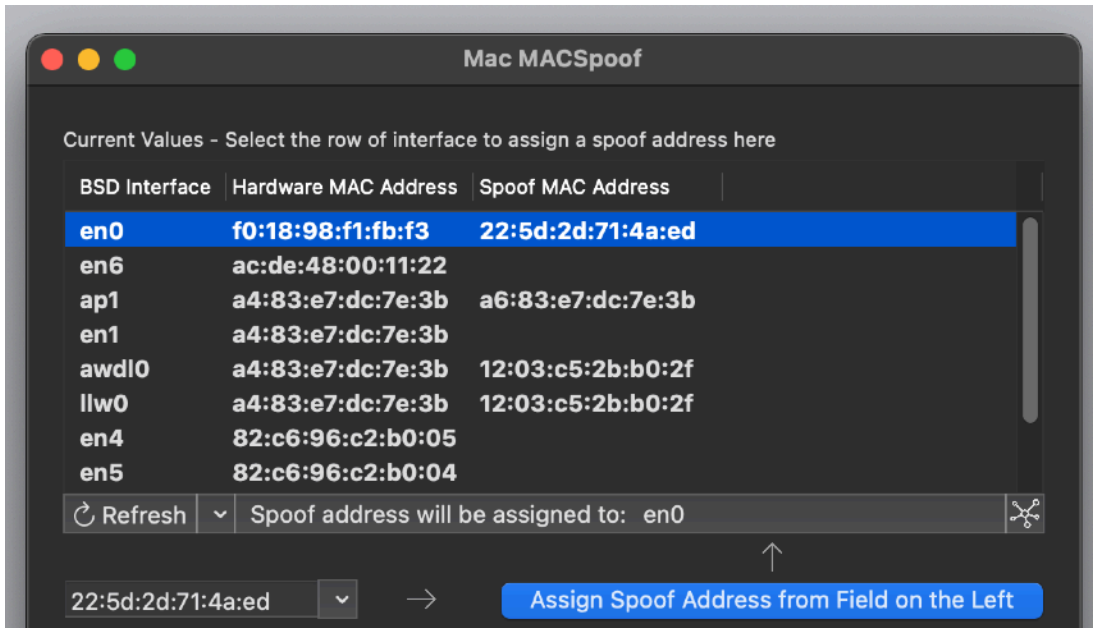 Mac MACSpoof
Current Values - Select the row of interface to assign a spoof address here
BSD Interface Hardware MAC Address Spoof MAC Address
en0 f0:18:98:f1:fb:f3 22:5d:2d:71:4a:ed
en6 ac:de:48:00:11:22
ap1 a4:83:e7:dc:7e:3b a6:83:e7:dc:7e:3b
en1 a4:83:e7:dc:7e:3b
awdl0 a4:83:e7:dc:7e:3b 12:03:c5:2b:b0:2f
llw0 a4:83:e7:dc:7e:3b 12:03:c5:2b:b0:2f
en4 82:c6:96:c2:b0:05
en5 82:c6:96:c2:b0:04
Refresh Spoof address will be assigned to: en0
22:5d:2d:71:4a:ed → Assign Spoof Address from Field on the Left